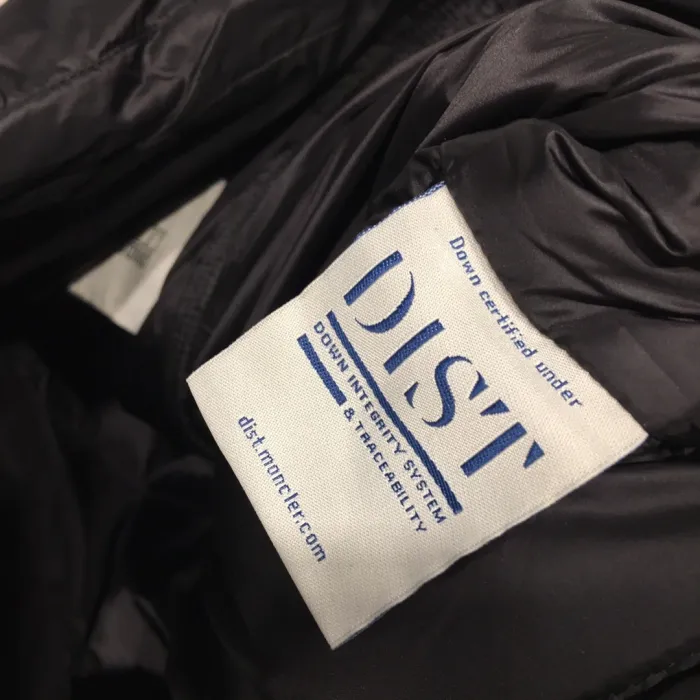 Down certified under
DIST
DOWN INTEGRITY SYSTEM
& TRACEABILITY
dist.moncler.com